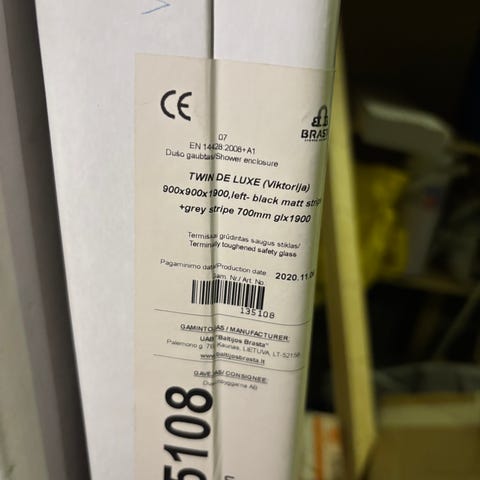 CE
BRASTA
07
EN 14428:2008+A1
Dušo gaubtas/Shower enclosure
TWIN DE LUXE (Viktorija)
900x900x1900,left- black matt strip
+grey stripe 700mm glx1900
Termiškai grūdintas saugus stiklas/
Terminally toughened safety glass
Pagaminimo data/Production date 2020.11.0
Gam. Nr./ Art. No
135108
GAMINTOJAS / MANUFACTURER:
UAB "Baltijos Brasta"
Palemono g. Kaunas, LIETUVA, LT-52158
www.baltijosbrasta.lt
GAVĖJAS/ CONSIGNEE:
AB
5108